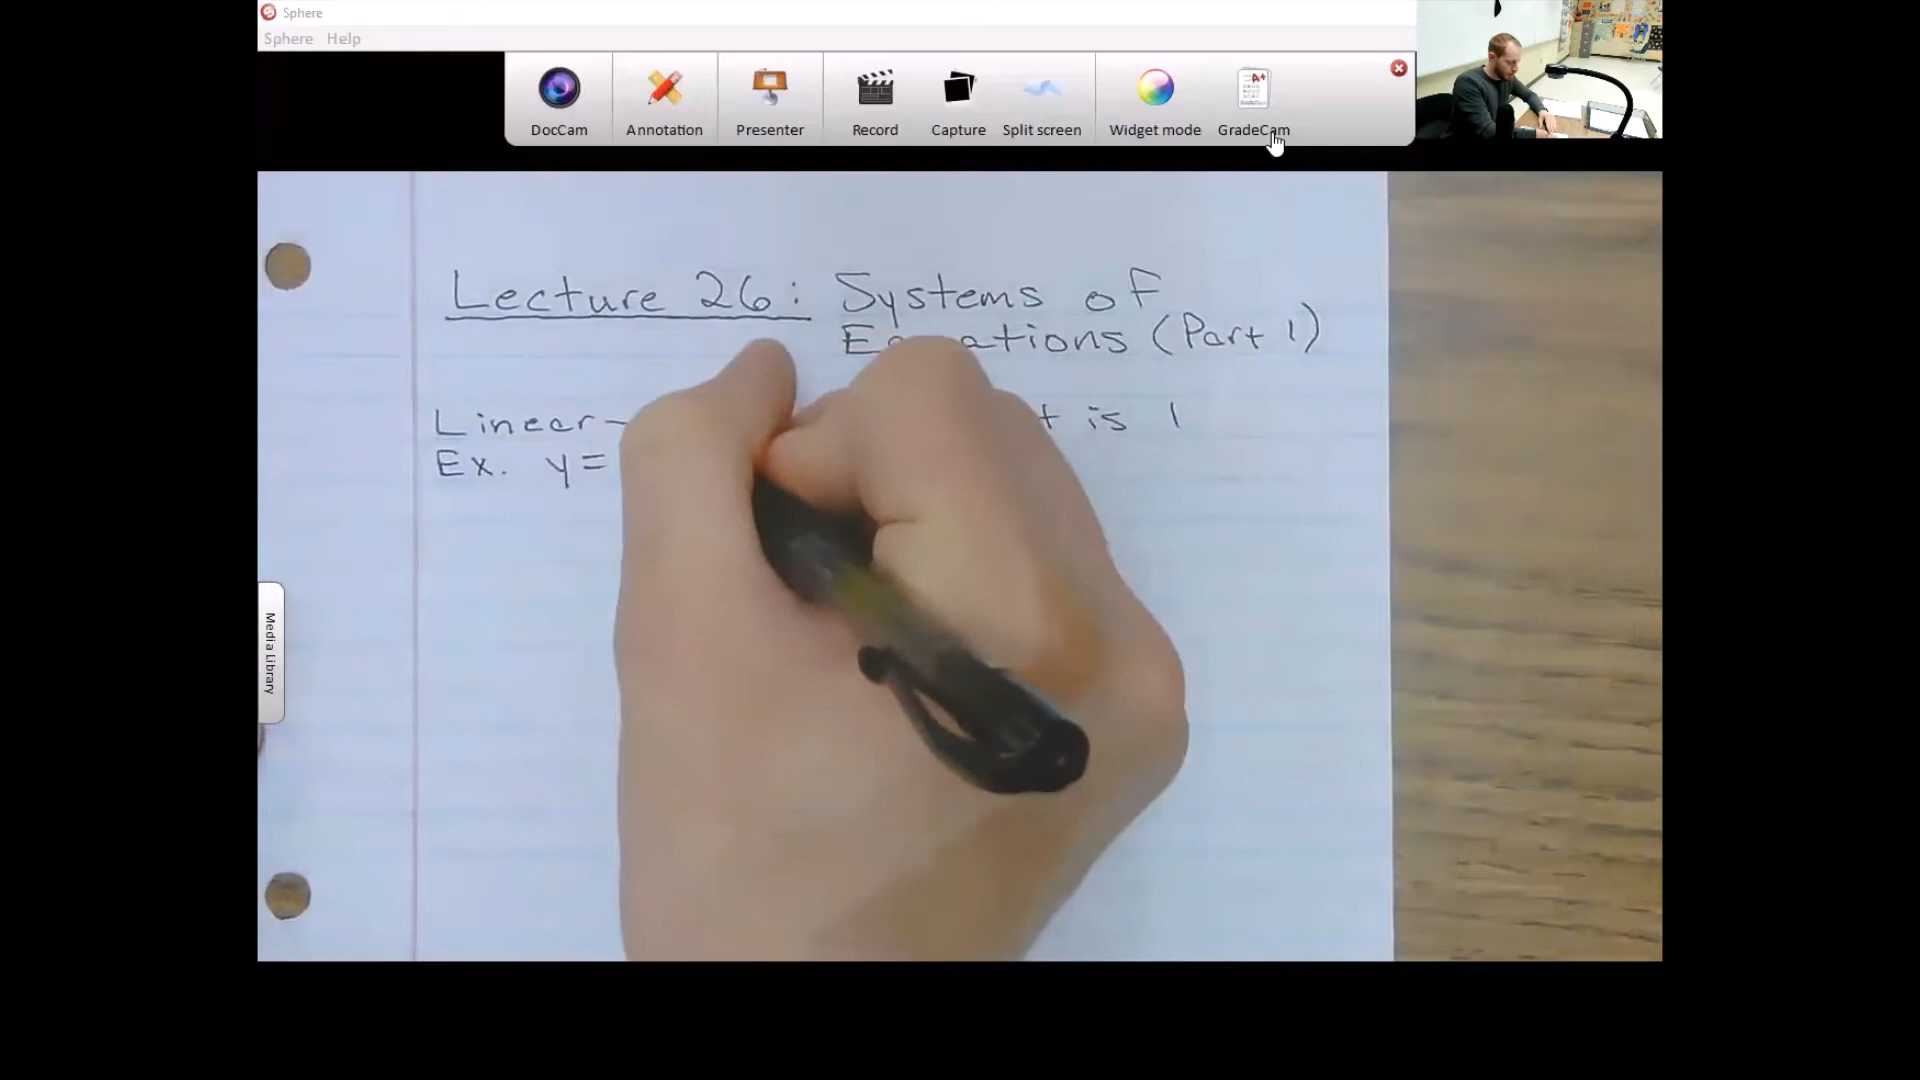 Sphere
Sphere Help
DocCam Annotation Presenter Record Capture Split screen Widget mode GradeCam
A+
Lecture 26: Systems of
Equations (Part 1)
Linear - is 1
Ex. y=
Media Library